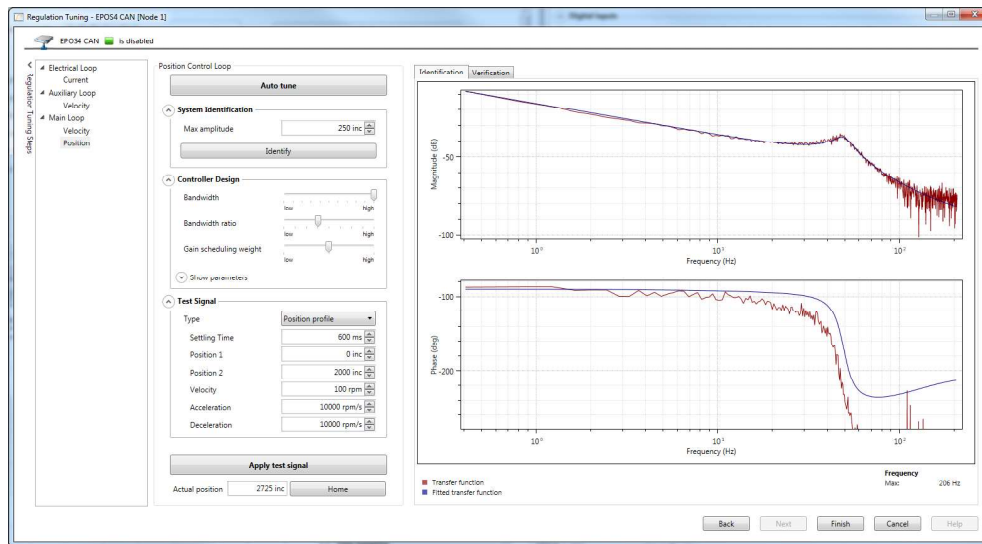 Regulation Tuning - EPOS4 CAN [Node 1]
Digital Inputs
EPOS4 CAN is disabled
Regulation Tuning Steps
Electrical Loop
Current
Auxiliary Loop
Velocity
Main Loop
Velocity
Position
Position Control Loop
Auto tune
System Identification
Max amplitude 250 inc
Identify
Controller Design
Bandwidth
low high
Bandwidth ratio
low high
Gain scheduling weight
low high
Show parameters
Test Signal
Type Position profile
Settling Time 600 ms
Position 1 0 inc
Position 2 2000 inc
Velocity 100 rpm
Acceleration 10000 rpm/s
Deceleration 10000 rpm/s
Apply test signal
Actual position 2725 inc Home
Identification Verification
Magnitude (dB)
-50
-100
10⁰ 10¹ 10²
Frequency (Hz)
Phase (deg)
-100
-200
10⁰ 10¹ 10²
Frequency (Hz)
Transfer function
Fitted transfer function
Frequency
Max: 206 Hz
Back Next Finish Cancel Help